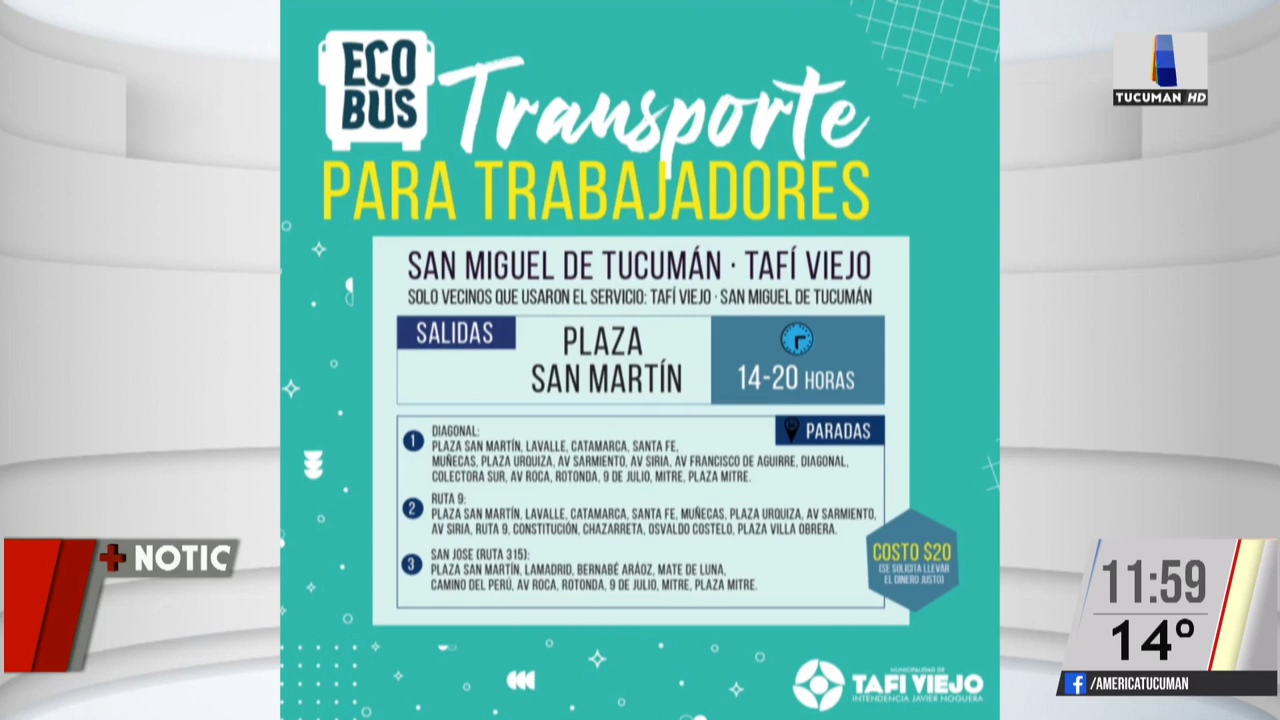 ECO
BUS
Transporte
PARA TRABAJADORES
SAN MIGUEL DE TUCUMÁN · TAFÍ VIEJO
SOLO VECINOS QUE USARON EL SERVICIO: TAFÍ VIEJO · SAN MIGUEL DE TUCUMÁN
SALIDAS
PLAZA
SAN MARTÍN
14-20 HORAS
PARADAS
1
DIAGONAL:
PLAZA SAN MARTÍN, LAVALLE, CATAMARCA, SANTA FE,
MUÑECAS, PLAZA URQUIZA, AV SARMIENTO, AV SIRIA, AV FRANCISCO DE AGUIRRE, DIAGONAL,
COLECTORA SUR, AV ROCA, ROTONDA, 9 DE JULIO, MITRE, PLAZA MITRE.
2
RUTA 9:
PLAZA SAN MARTÍN, LAVALLE, CATAMARCA, SANTA FE, MUÑECAS, PLAZA URQUIZA, AV SARMIENTO,
AV SIRIA, RUTA 9, CONSTITUCIÓN, CHAZARRETA, OSVALDO COSTELO, PLAZA VILLA OBRERA.
3
SAN JOSE (RUTA 315):
PLAZA SAN MARTÍN, LAMADRID, BERNABÉ ARÁOZ, MATE DE LUNA,
CAMINO DEL PERÚ, AV ROCA, ROTONDA, 9 DE JULIO, MITRE, PLAZA MITRE.
COSTO $20
(SE SOLICITA LLEVAR
EL DINERO JUSTO)
MUNICIPALIDAD DE
TAFI VIEJO
INTENDENCIA JAVIER NOGUERA
TUCUMAN HD
+ NOTIC
11:59
14°
/AMERICATUCUMAN